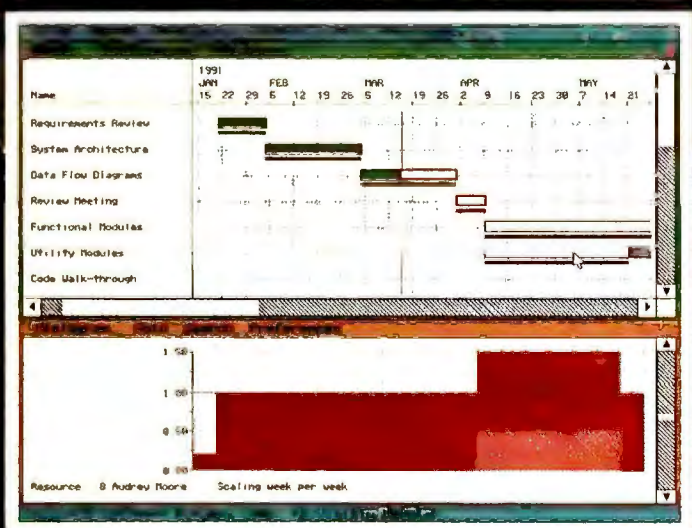 1991
JAN FEB MAR APR MAY
Name 15 22 29 5 12 19 26 5 12 19 26 2 9 16 23 30 7 14 21
Requirements Review
System Architecture
Data Flow Diagrams
Review Meeting
Functional Modules
Utility Modules
Code Walk-through
Preferences
1.50
1.00
0.50
0.00
Resource 8 Audrey Moore Scaling week per week